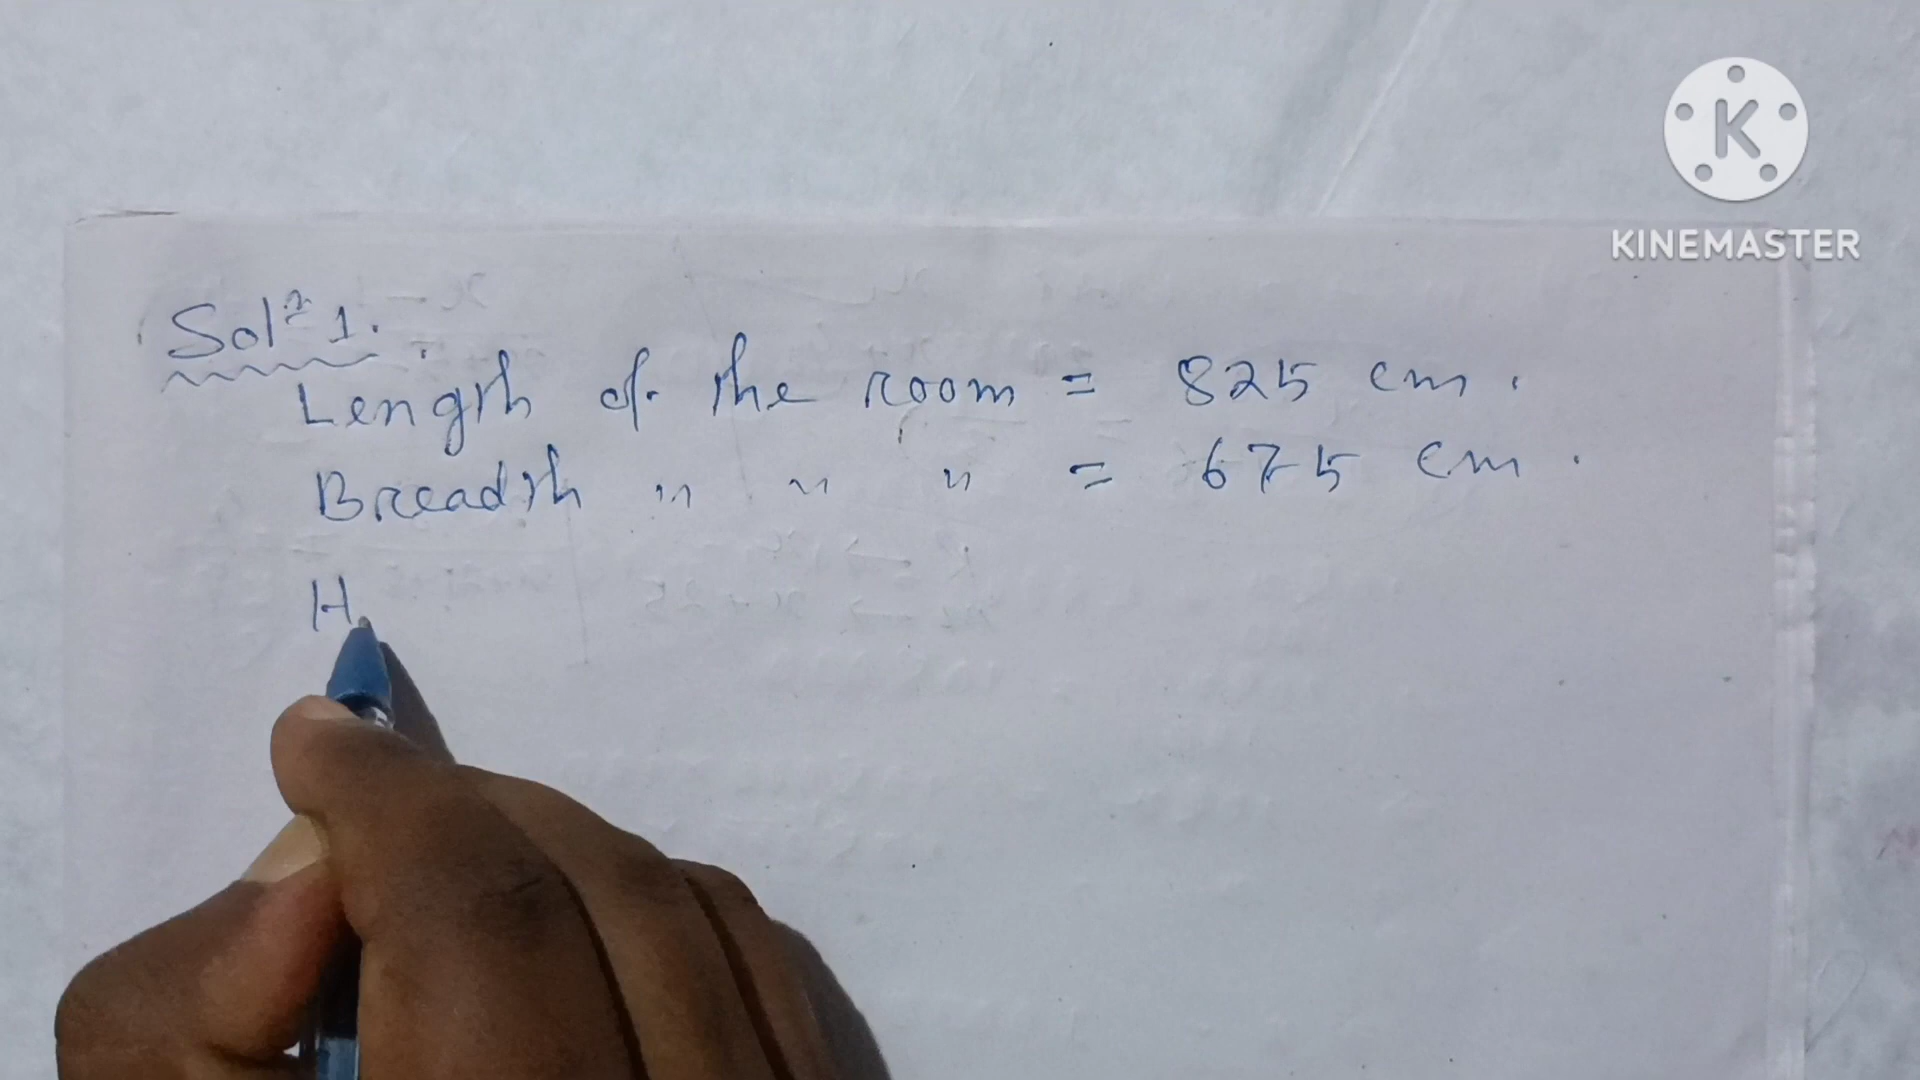 KINEMASTER
Solⁿ 1.
Length of the room = 825 cm.
Breadth " " " = 675 cm.
H